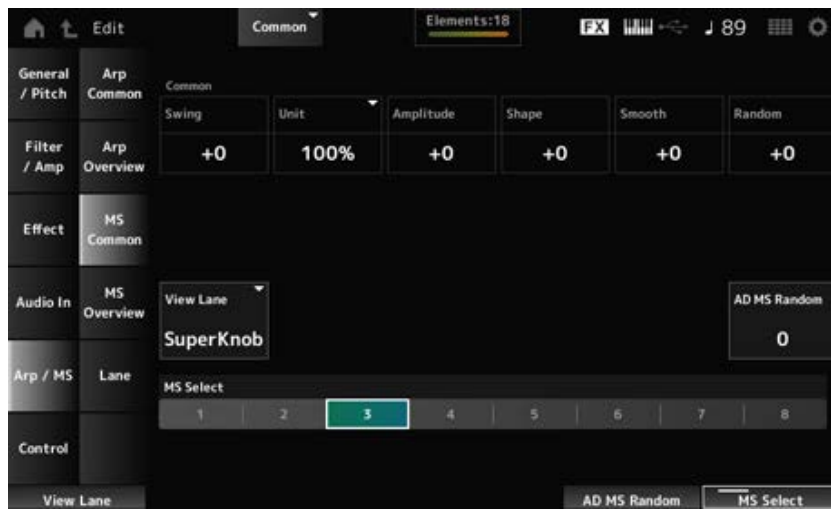 Edit
Common
Elements:18
FX
♩ 89
General / Pitch
Arp Common
Common
Swing
Unit
Amplitude
Shape
Smooth
Random
+0
100%
+0
+0
+0
+0
Filter / Amp
Arp Overview
Effect
MS Common
Audio In
MS Overview
View Lane
SuperKnob
AD MS Random
0
Arp / MS
Lane
MS Select
1 2 3 4 5 6 7 8
Control
View Lane
AD MS Random
MS Select